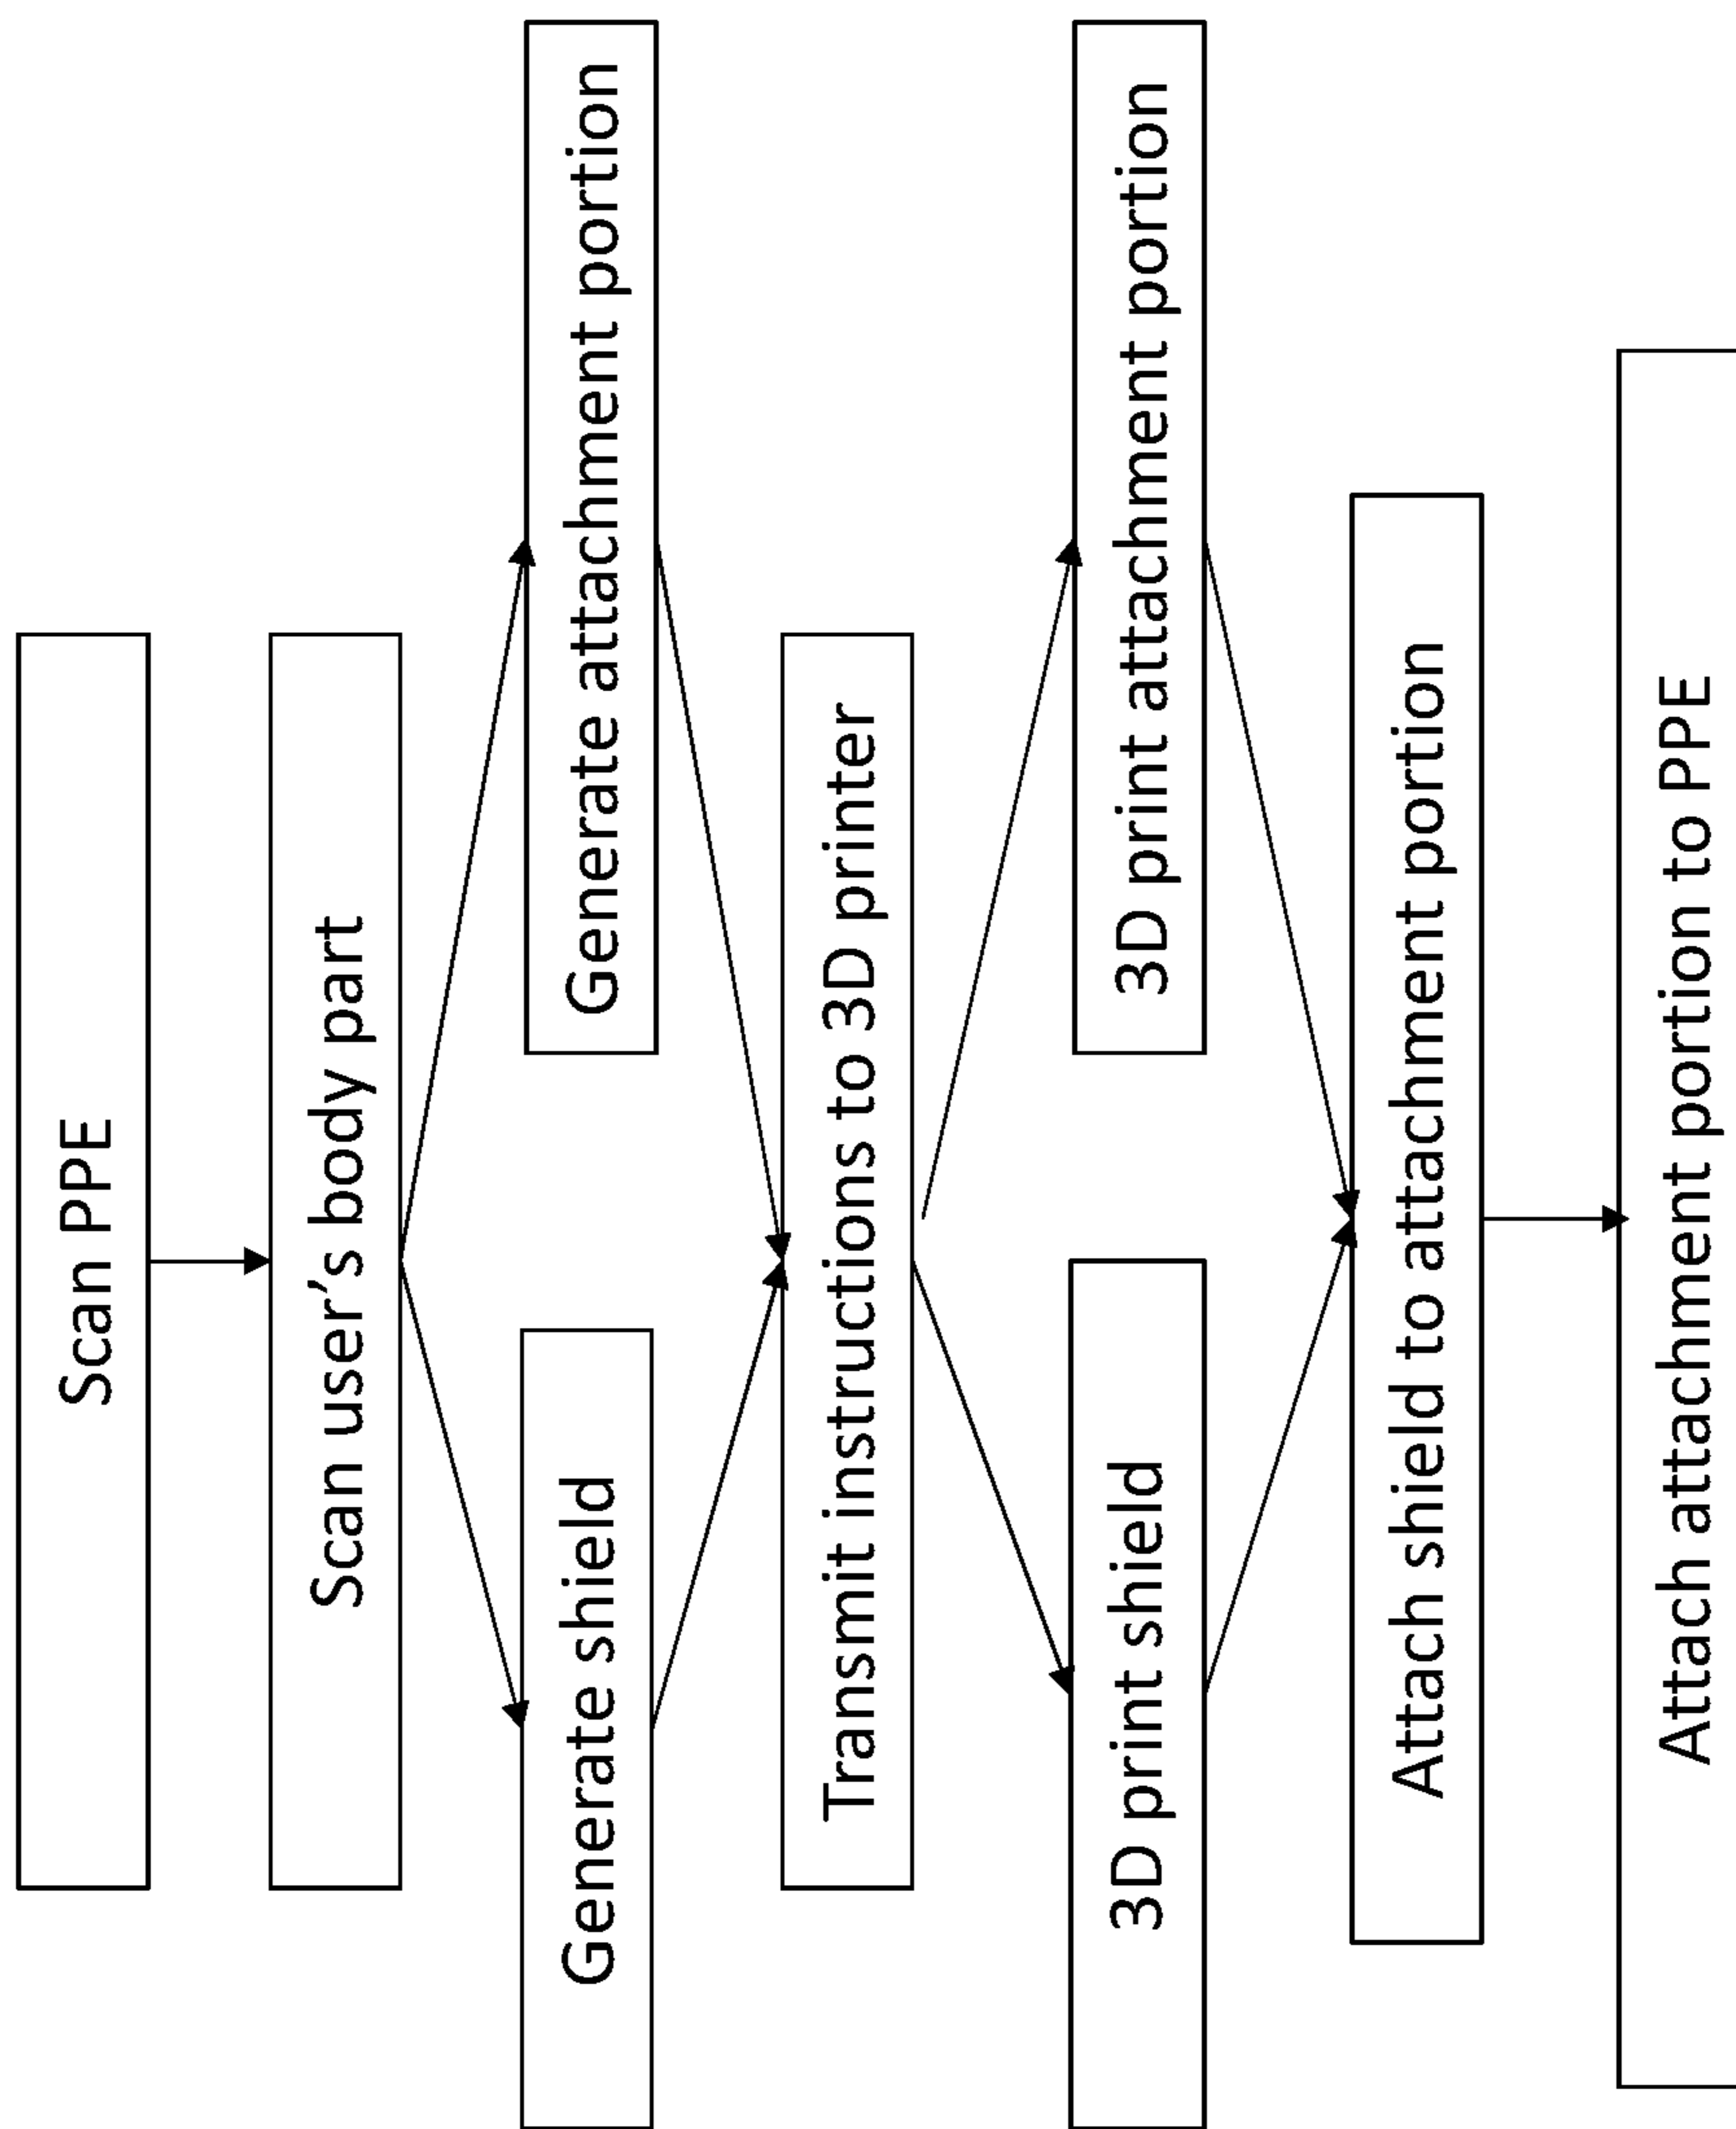 Scan PPE
Scan user’s body part
Generate shield
Generate attachment portion
Transmit instructions to 3D printer
3D print shield
3D print attachment portion
Attach shield to attachment portion
Attach attachment portion to PPE